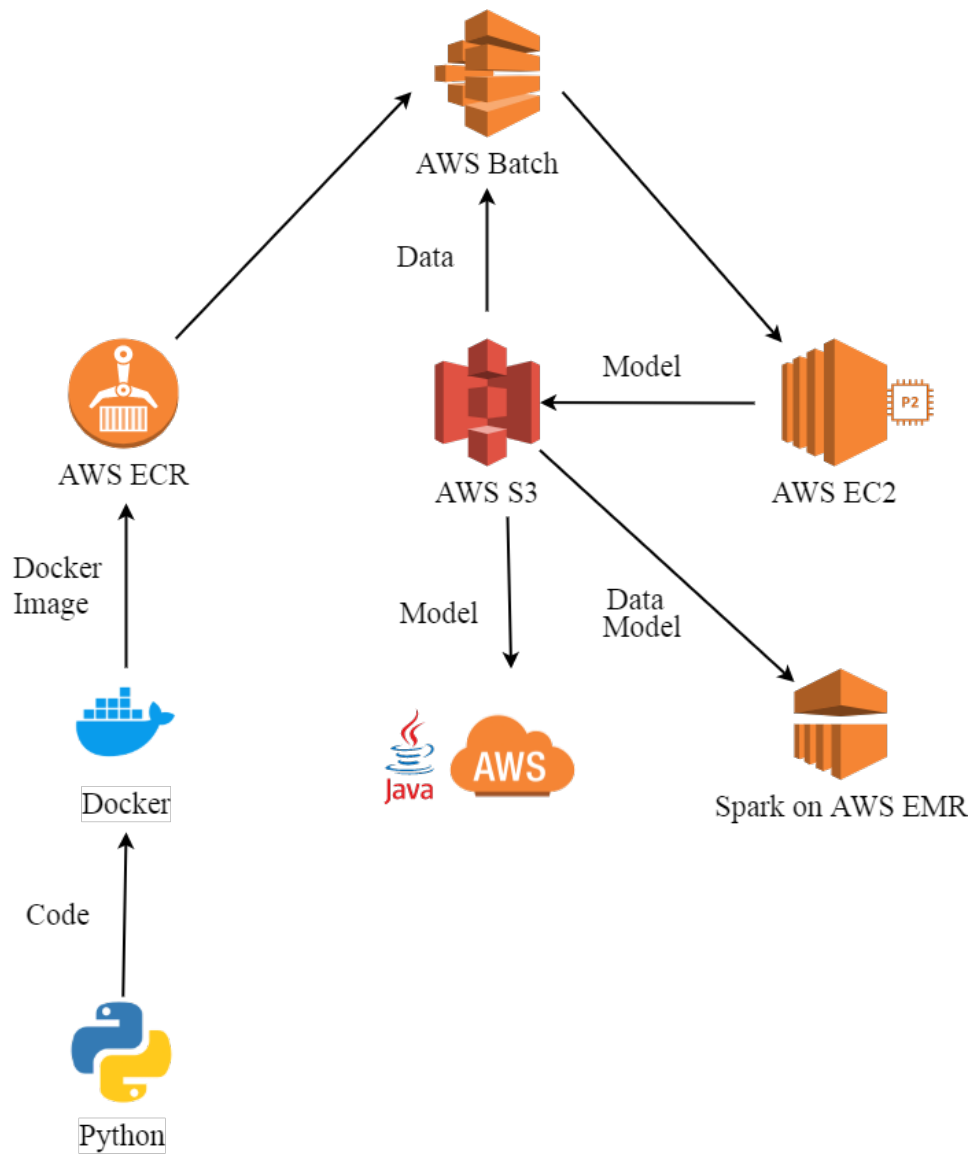 AWS Batch
Data
Model
P2
AWS ECR
AWS S3
AWS EC2
Docker
Image
Model
Data
Model
Java
AWS
Docker
Spark on AWS EMR
Code
Python